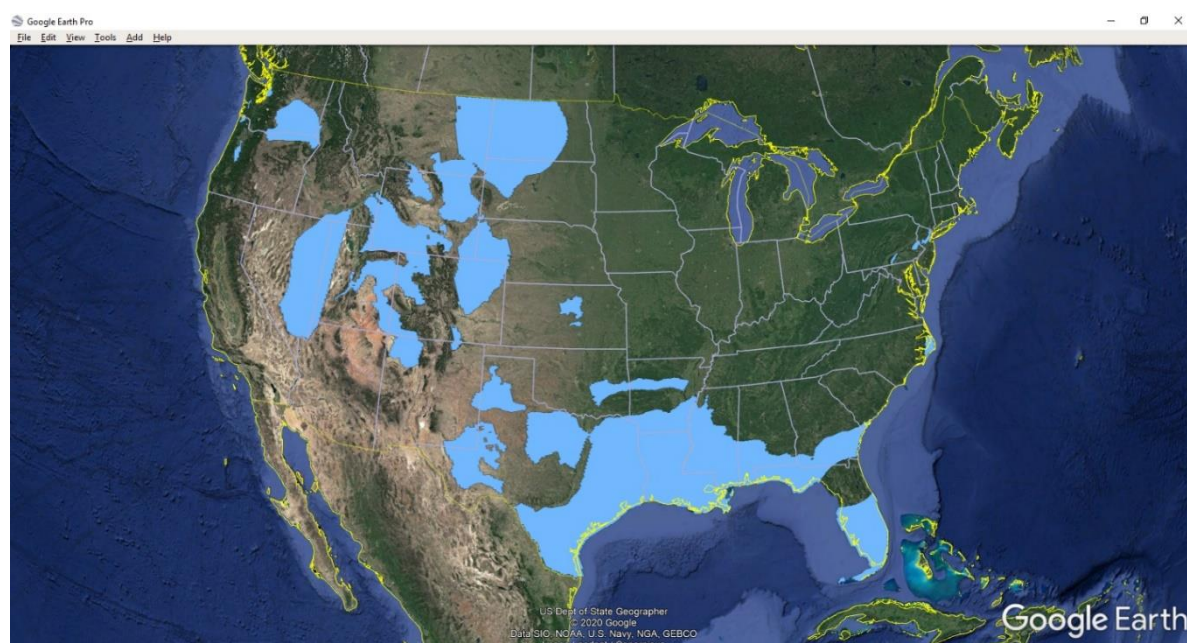 Google Earth Pro
File Edit View Tools Add Help
US Dept of State Geographer
© 2020 Google
Data SIO, NOAA, U.S. Navy, NGA, GEBCO
Google Earth